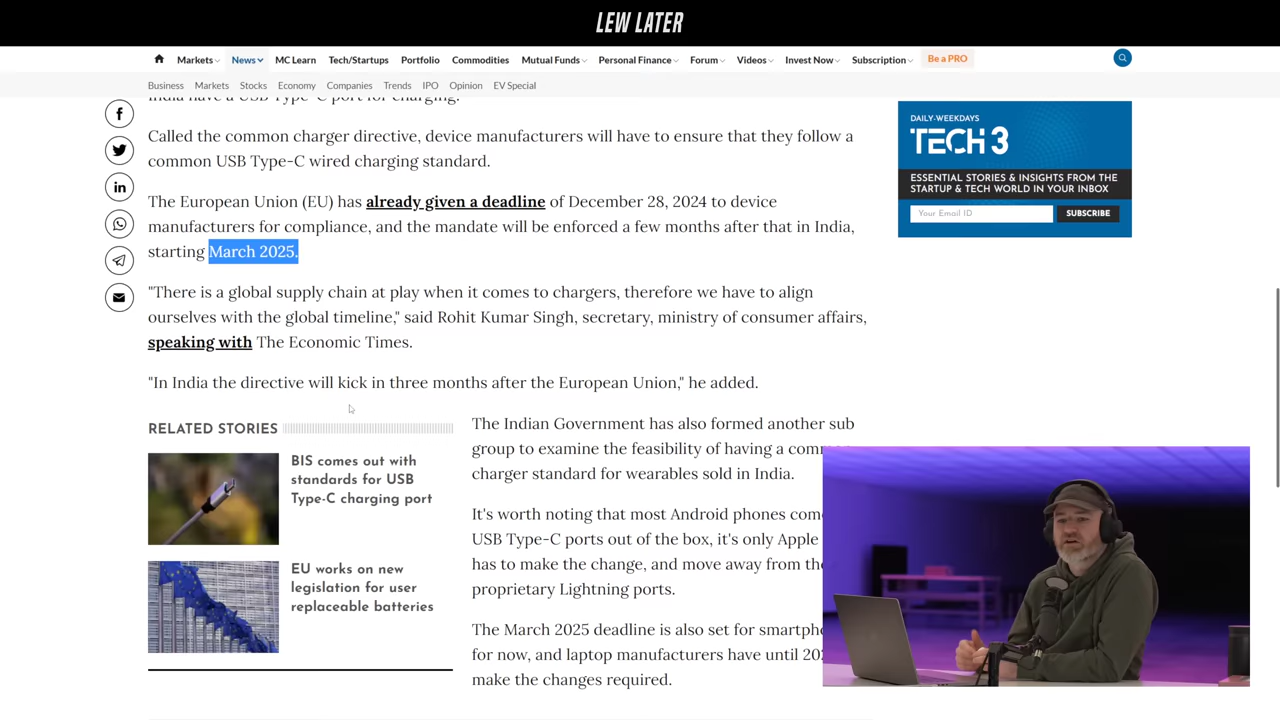 LEW LATER
Markets News MC Learn Tech/Startups Portfolio Commodities Mutual Funds Personal Finance Forum Videos Invest Now Subscription Be a PRO
Business Markets Stocks Economy Companies Trends IPO Opinion EV Special
India have a USB Type-C port for charging.
Called the common charger directive, device manufacturers will have to ensure that they follow a
common USB Type-C wired charging standard.
The European Union (EU) has already given a deadline of December 28, 2024 to device
manufacturers for compliance, and the mandate will be enforced a few months after that in India,
starting March 2025.
"There is a global supply chain at play when it comes to chargers, therefore we have to align
ourselves with the global timeline," said Rohit Kumar Singh, secretary, ministry of consumer affairs,
speaking with The Economic Times.
"In India the directive will kick in three months after the European Union," he added.
RELATED STORIES
BIS comes out with
standards for USB
Type-C charging port
EU works on new
legislation for user
replaceable batteries
The Indian Government has also formed another sub
group to examine the feasibility of having a
charger standard for wearables sold in India.
It's worth noting that most Android phones
USB Type-C ports out of the box, it's only Apple
has to make the change, and move away from
proprietary Lightning ports.
The March 2025 deadline is also set for
for now, and laptop manufacturers have until
make the changes required.
DAILY-WEEKDAYS
TECH 3
ESSENTIAL STORIES & INSIGHTS FROM THE
STARTUP & TECH WORLD IN YOUR INBOX
Your Email ID SUBSCRIBE